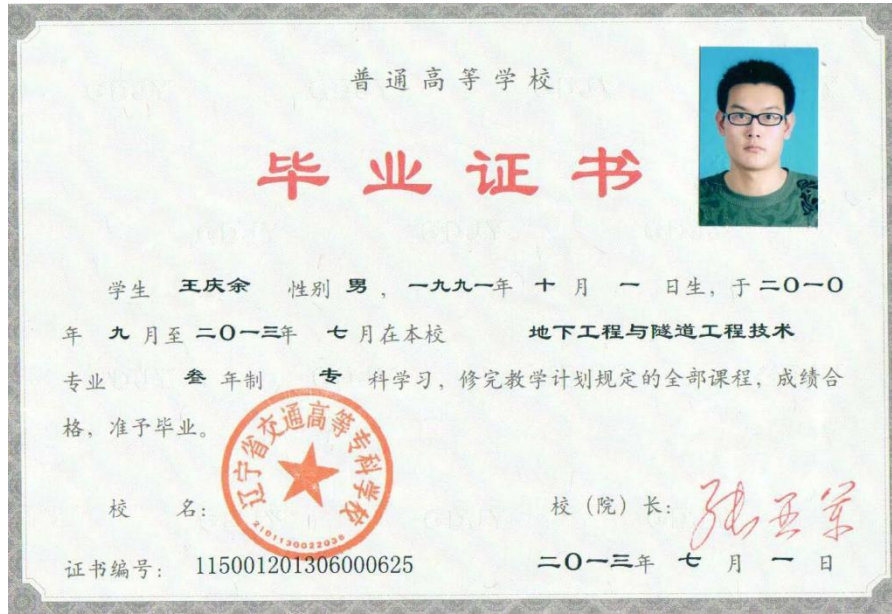 普通高等学校
毕业证书
学生 王庆余 性别 男 , 一九九一年 十 月 一 日生, 于 二〇一〇
年 九 月至 二〇一三年 七 月在本校 地下工程与隧道工程技术
专业 叁 年制 专 科学习, 修完教学计划规定的全部课程, 成绩合
格, 准予毕业。
辽宁省交通高等专科学校
2101130022036
校 名: 校(院)长: 张亚军
证书编号: 115001201306000625 二〇一三年 七 月 一 日